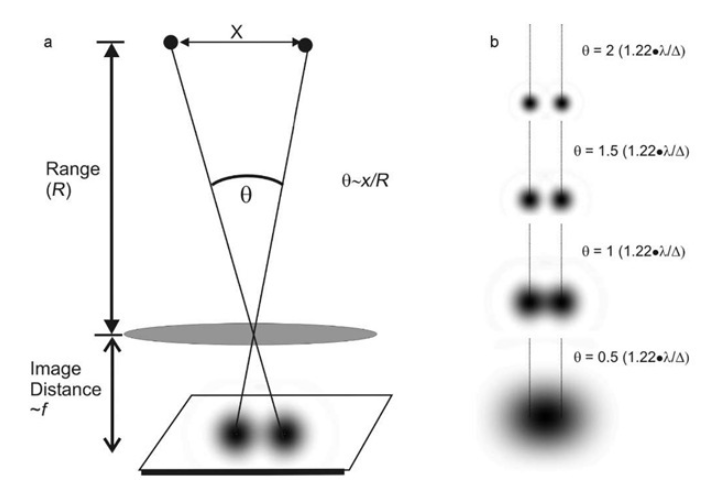 a
X
Range
(R)
θ
θ~x/R
Image
Distance
~f
b
θ = 2 (1.22●λ/Δ)
θ = 1.5 (1.22●λ/Δ)
θ = 1 (1.22●λ/Δ)
θ = 0.5 (1.22●λ/Δ)